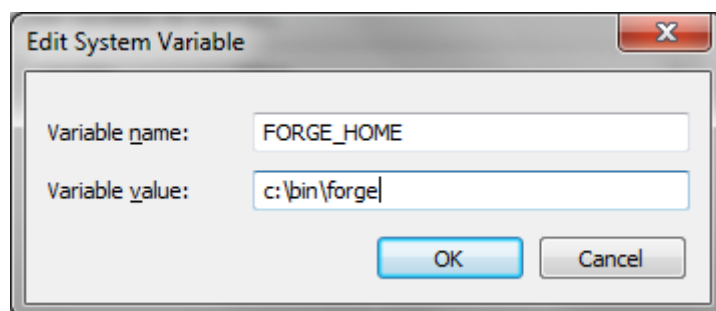 Edit System Variable
Variable name: FORGE_HOME
Variable value: c:\bin\forge
OK Cancel